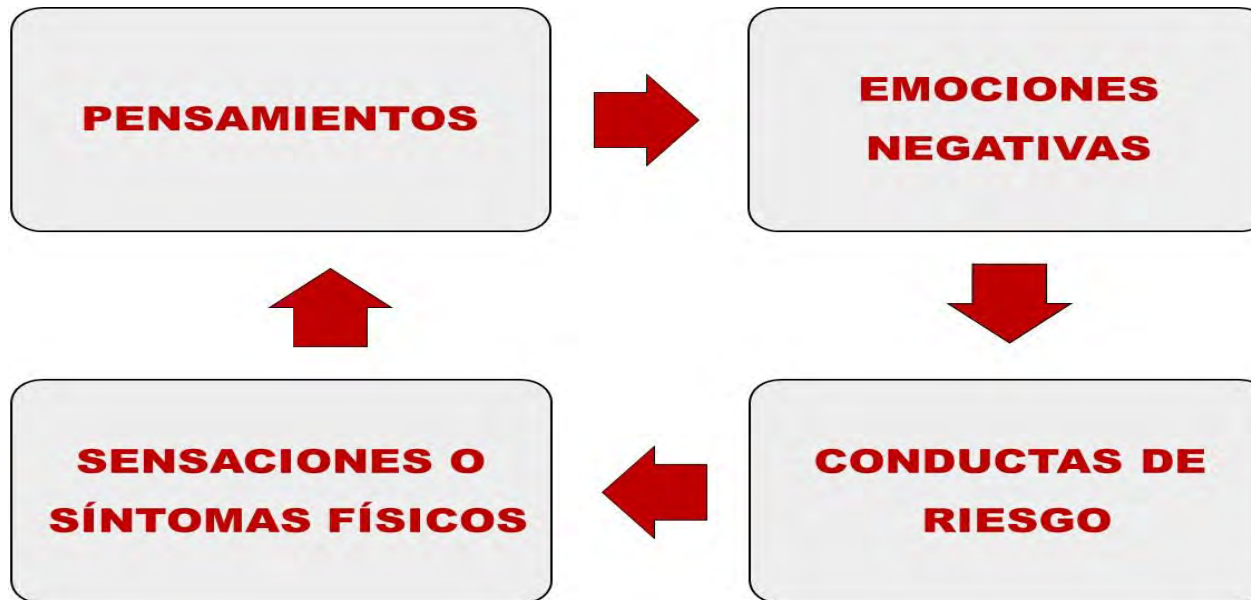 PENSAMIENTOS
EMOCIONES
NEGATIVAS
SENSACIONES O
SÍNTOMAS FÍSICOS
CONDUCTAS DE
RIESGO